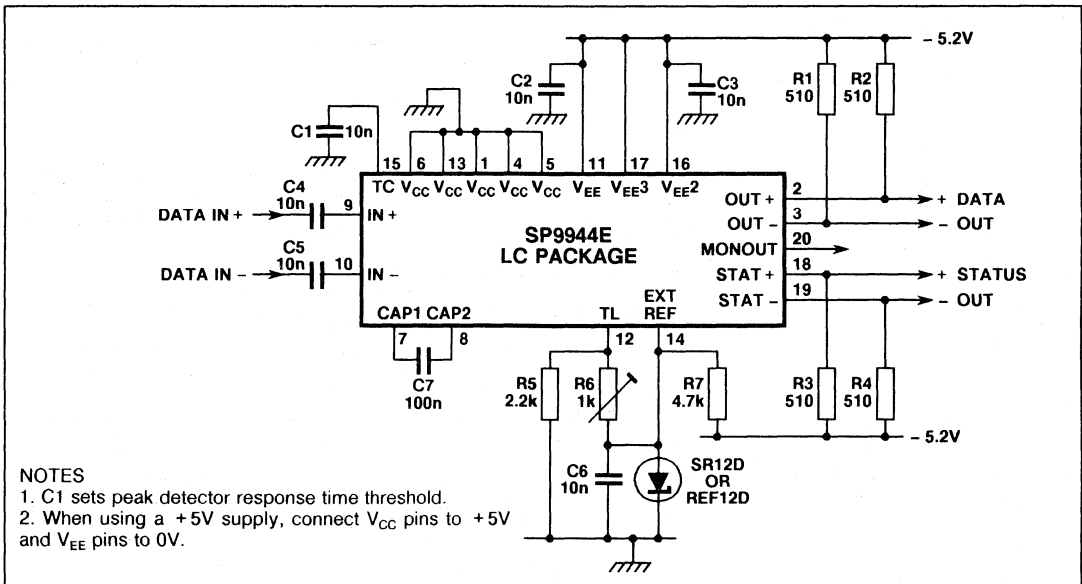 – 5.2V
C2
10n
C3
10n
R1
510
R2
510
C1
10n
15 6 13 1 4 5 11 17 16
TC VCC VCC VCC VCC VCC VEE VEE3 VEE2
C4
10n
DATA IN +
9
IN +
C5
10n
DATA IN –
10
IN –
SP9944E
LC PACKAGE
OUT +
2
+ DATA
OUT –
3
– OUT
MONOUT
20
STAT +
18
+ STATUS
STAT –
19
– OUT
CAP1 CAP2
7 8
C7
100n
TL
12
EXT
REF
14
R5
2.2k
R6
1k
R7
4.7k
R3
510
R4
510
– 5.2V
C6
10n
SR12D
OR
REF12D
NOTES
1. C1 sets peak detector response time threshold.
2. When using a +5V supply, connect VCC pins to +5V
and VEE pins to 0V.